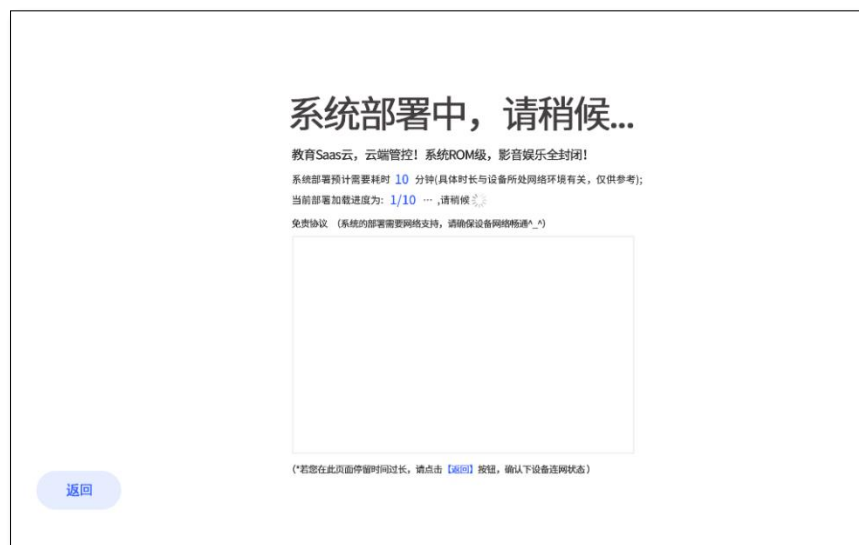 系统部署中，请稍候...
教育Saas云，云端管控！系统ROM级，影音娱乐全封闭！
系统部署预计需要耗时 10 分钟(具体时长与设备所处网络环境有关，仅供参考);
当前部署加载进度为: 1/10 … ,请稍候
免责协议 （系统的部署需要网络支持，请确保设备网络畅通^_^）
（*若您在此页面停留时间过长，请点击【返回】按钮，确认下设备连网状态）
返回